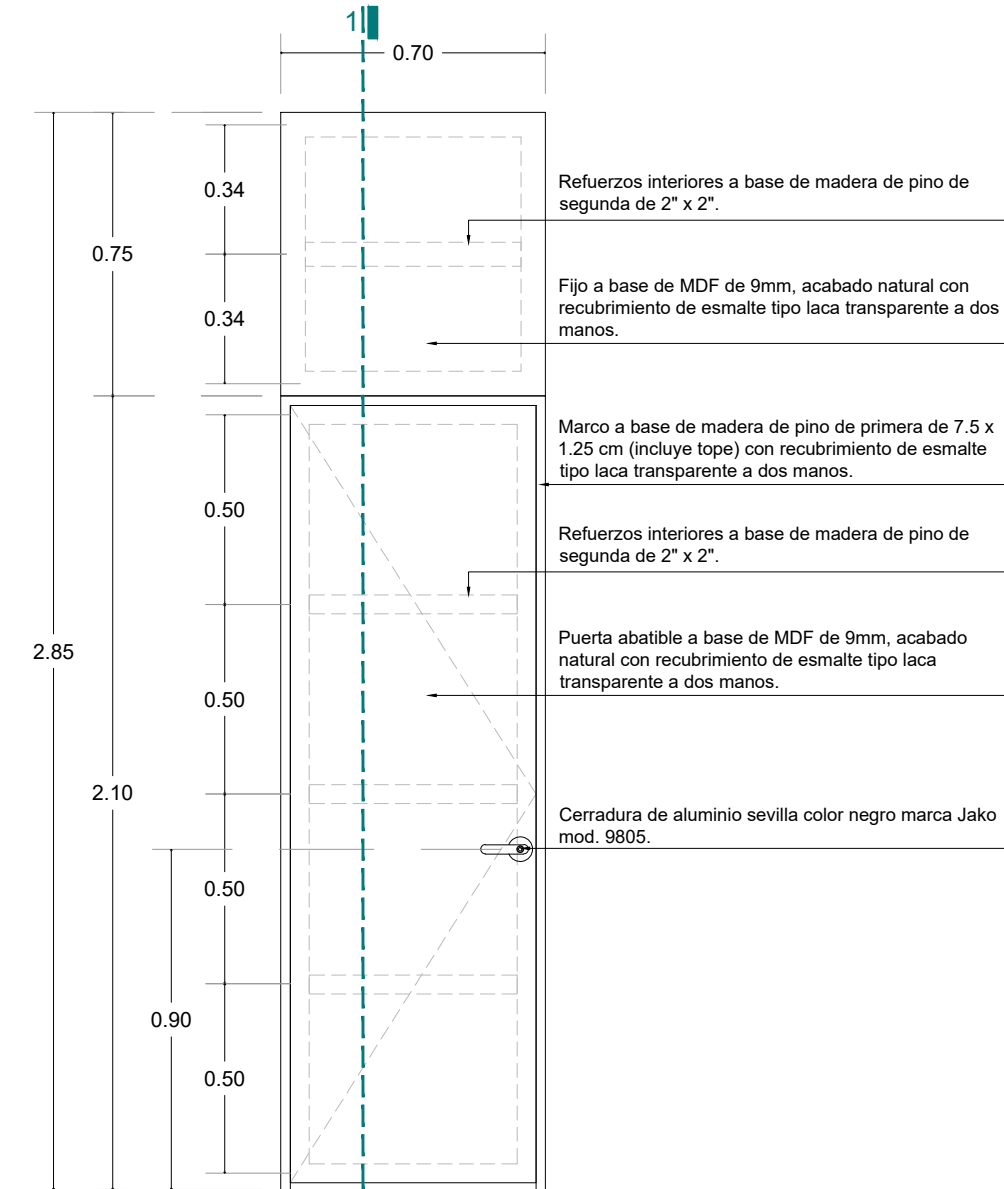 1
0.70
0.34
Refuerzos interiores a base de madera de pino de
segunda de 2" x 2".
0.75
Fijo a base de MDF de 9mm, acabado natural con
recubrimiento de esmalte tipo laca transparente a dos
manos.
0.34
Marco a base de madera de pino de primera de 7.5 x
1.25 cm (incluye tope) con recubrimiento de esmalte
tipo laca transparente a dos manos.
0.50
Refuerzos interiores a base de madera de pino de
segunda de 2" x 2".
2.85
Puerta abatible a base de MDF de 9mm, acabado
natural con recubrimiento de esmalte tipo laca
transparente a dos manos.
0.50
2.10
Cerradura de aluminio sevilla color negro marca Jako
mod. 9805.
0.50
0.90
0.50